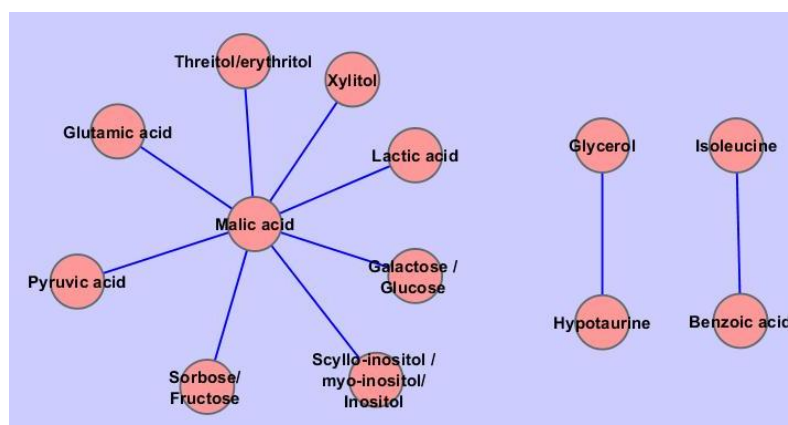 Threitol/erythritol
Xylitol
Glutamic acid
Lactic acid
Glycerol
Isoleucine
Malic acid
Pyruvic acid
Galactose /
Glucose
Hypotaurine
Benzoic acid
Sorbose/
Fructose
Scyllo-inositol /
myo-inositol/
Inositol